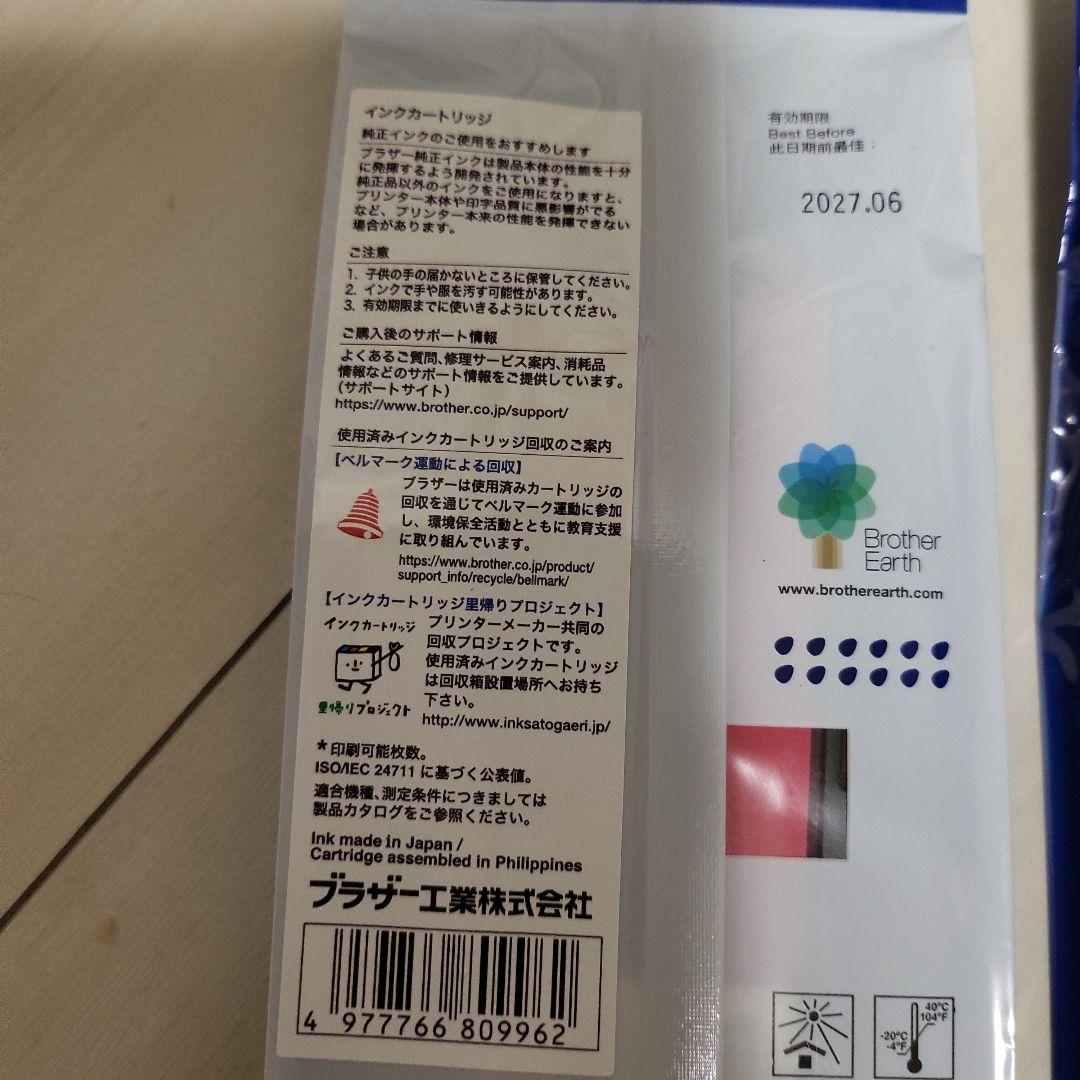 インクカートリッジ
純正インクのご使用をおすすめします
ブラザー純正インクは製品本体の性能を十分
に発揮するよう開発されています。
純正品以外のインクをご使用になりますと、
プリンター本体や印字品質に悪影響がでる
など、プリンター本来の性能を発揮できない
場合があります。
ご注意
1. 子供の手の届かないところに保管してください。
2. インクで手や服を汚す可能性があります。
3. 有効期限までに使いきるようにしてください。
ご購入後のサポート情報
よくあるご質問、修理サービス案内、消耗品
情報などのサポート情報をご提供しています。
（サポートサイト）
https://www.brother.co.jp/support/
使用済みインクカートリッジ回収のご案内
【ベルマーク運動による回収】
ブラザーは使用済みカートリッジの
回収を通じてベルマーク運動に参加
し、環境保全活動とともに教育支援
に取り組んでいます。
https://www.brother.co.jp/product/
support_info/recycle/bellmark/
【インクカートリッジ里帰りプロジェクト】
インクカートリッジ
里帰りプロジェクト
プリンターメーカー共同の
回収プロジェクトです。
使用済みインクカートリッジ
は回収箱設置場所へお持ち
下さい。
http://www.inksatogaeri.jp/
*印刷可能枚数。
ISO/IEC 24711 に基づく公表値。
適合機種、測定条件につきましては
製品カタログをご参照ください。
Ink made in Japan /
Cartridge assembled in Philippines
ブラザー工業株式会社
4 977766 809962
有効期限
Best Before
此日期前最佳：
2027.06
Brother
Earth
www.brotherearth.com
40°C
104°F
-20°C
-4°F